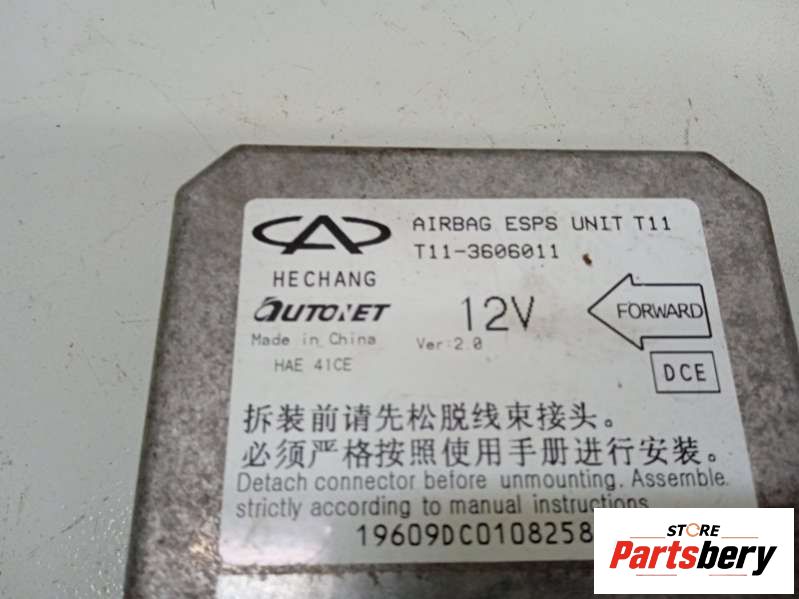 AIRBAG ESPS UNIT T11
T11-3606011
HECHANG
AUTONET
12V
FORWARD
Made in China
Ver:2.0
HAE 41CE
DCE
拆装前请先松脱线束接头。
必须严格按照使用手册进行安装。
Detach connector before unmounting. Assemble
strictly according to manual instructions
19609DC0108258
STORE
Partsbery